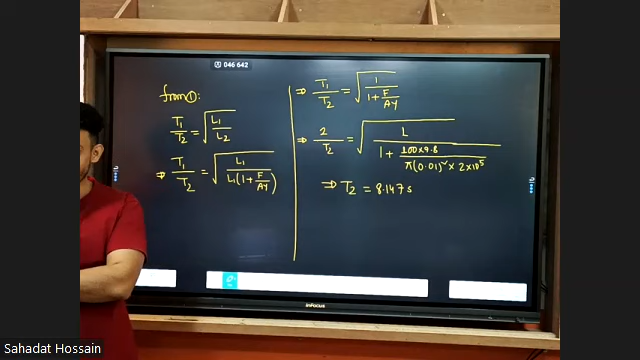 046 642
from ①:
T₁/T₂ = √(L₁/L₂)
⇒ T₁/T₂ = √(L₁/(L₁(1+F/AY)))
⇒ T₁/T₂ = √(1/(1+F/AY))
⇒ 2/T₂ = √(L/(1+(100×9.8)/(π(0.01)²×2×10⁵)))
⇒ T₂ = 8.147 s
InFocus
Sahadat Hossain